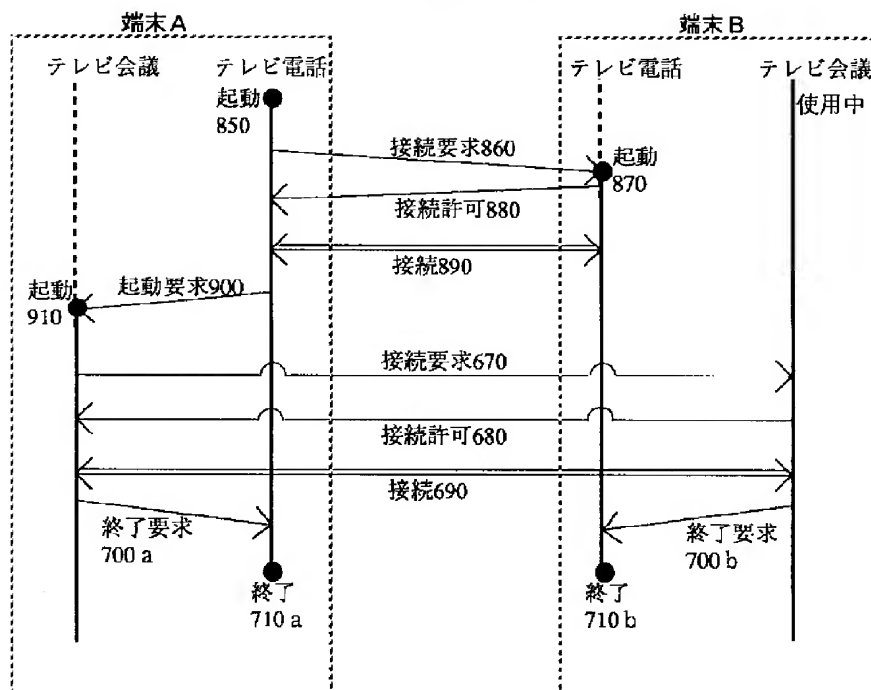 端末A
端末B
テレビ会議
テレビ電話
テレビ電話
テレビ会議
起動
850
使用中
接続要求860
起動
870
接続許可880
接続890
起動要求900
起動
910
接続要求670
接続許可680
接続690
終了要求
700a
終了要求
700b
終了
710a
終了
710b